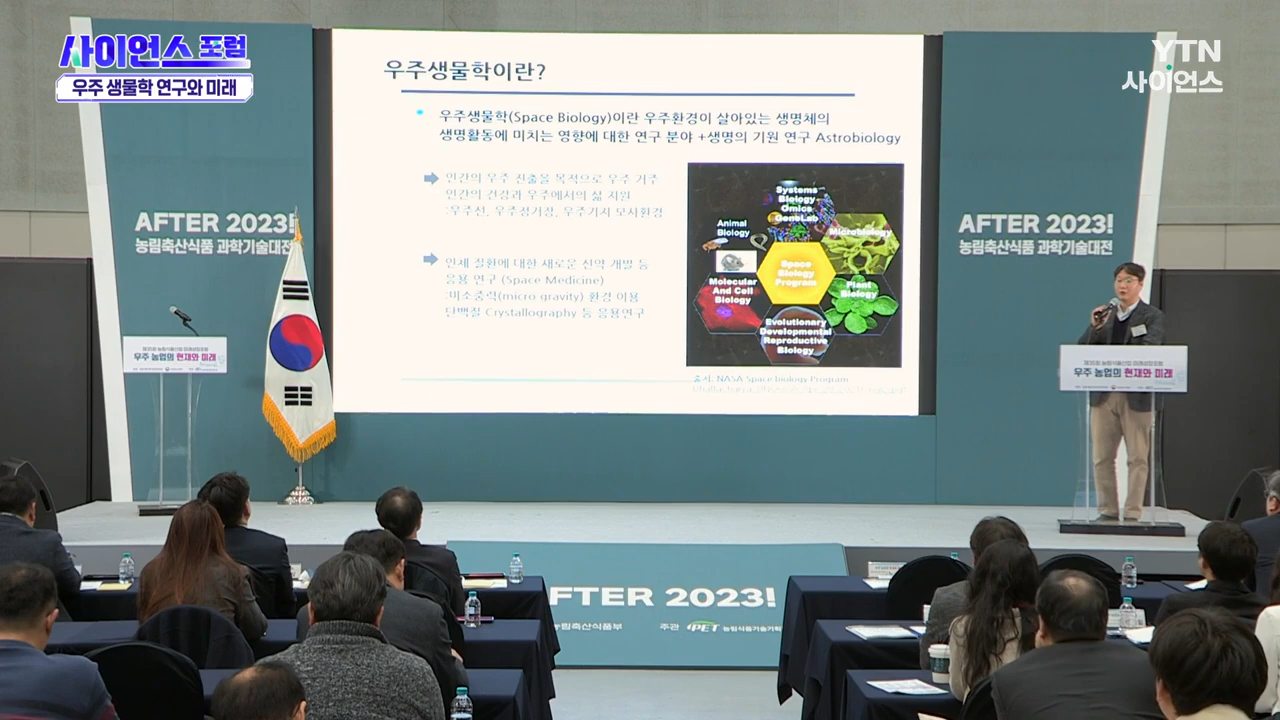 사이언스 포럼
우주 생물학 연구와 미래
YTN
사이언스
우주생물학이란?
우주생물학(Space Biology)이란 우주환경이 살아있는 생명체의
생명활동에 미치는 영향에 대한 연구 분야 +생명의 기원 연구 Astrobiology
인간의 우주 진출을 목적으로 우주 거주
인간의 건강과 우주에서의 삶 지원
:우주선, 우주정거장, 우주기지 모사환경
인체 질환에 대한 새로운 신약 개발 등
응용 연구 (Space Medicine)
:미소중력(micro gravity) 환경 이용
단백질 Crystallography 등 응용연구
Systems
Biology
Omics
GeneLab
Animal
Biology
Microbiology
Space
Biology
Program
Molecular
And Cell
Biology
Plant
Biology
Evolutionary
Developmental
Reproductive
Biology
출처: NASA Space biology Program
AFTER 2023!
농림축산식품 과학기술대전
AFTER 2023!
농림축산식품 과학기술대전
우주 농업의 현재와 미래
우주 농업의 현재와 미래
FTER 2023!
농림축산식품부
주관 iPET 농림식품기술기획